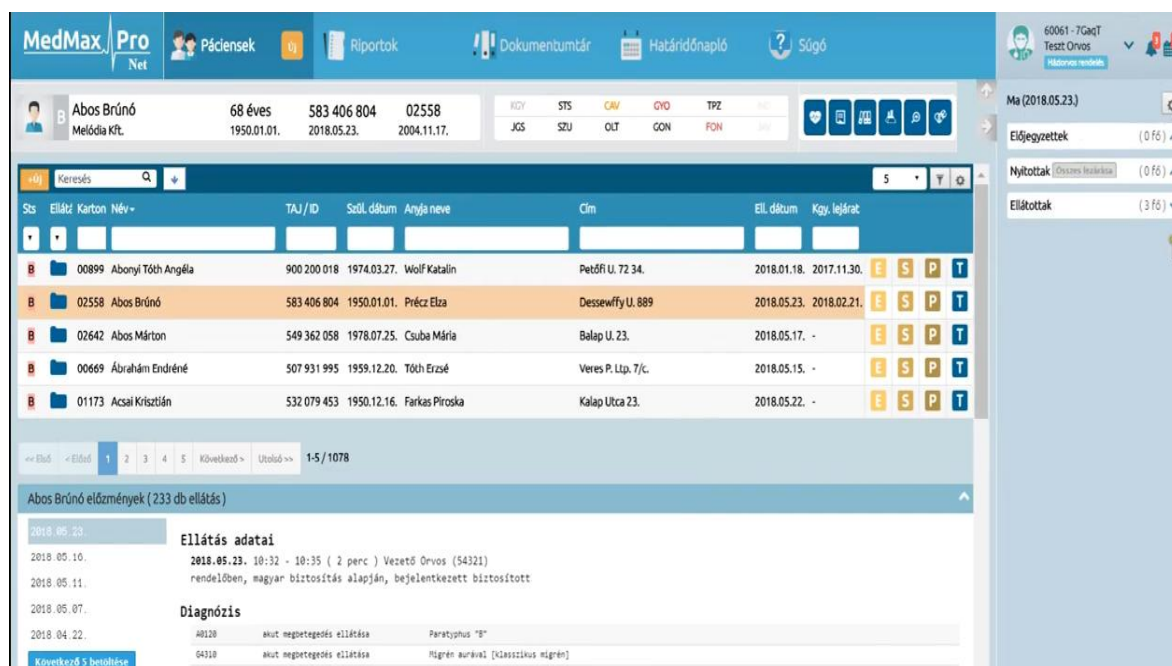 MedMax Pro Net
Páciensek Új Riportok Dokumentumtár Határidőnapló Súgó
60061 - 7GaqT
Teszt Orvos
Háziorvos rendelés
B Abos Brúnó 68 éves 583 406 804 02558
Melódia Kft. 1950.01.01. 2018.05.23. 2004.11.17.
KGY STS CAV GYO TPZ
JGS SZU OLT GON FON
Ma (2018.05.23.)
Előjegyzettek (0 fő)
Nyitottak Összes lezárása (0 fő)
Ellátottak (3 fő)
+Új Keresés 5
Sts Ellátá Karton Név TAJ / ID Szül. dátum Anyja neve Cím Ell. dátum Kgy. lejárat
B 00899 Abonyi Tóth Angéla 900 200 018 1974.03.27. Wolf Katalin Petőfi U. 72 34. 2018.01.18. 2017.11.30. E S P T
B 02558 Abos Brúnó 583 406 804 1950.01.01. Précz Elza Dessewffy U. 889 2018.05.23. 2018.02.21. E S P T
B 02642 Abos Márton 549 362 058 1978.07.25. Csuba Mária Balap U. 23. 2018.05.17. - E S P T
B 00669 Ábrahám Endréné 507 931 995 1959.12.20. Tóth Erzsé Veres P. Ltp. 7/c. 2018.05.15. - E S P T
B 01173 Acsai Krisztián 532 079 453 1950.12.16. Farkas Piroska Kalap Utca 23. 2018.05.22. - E S P T
<< Első < Előző 1 2 3 4 5 Következő > Utolsó >> 1-5 / 1078
Abos Brúnó előzmények ( 233 db ellátás )
2018.05.23.
2018.05.16.
2018.05.11.
2018.05.07.
2018.04.22.
Következő 5 betöltése
Ellátás adatai
2018.05.23. 10:32 - 10:35 ( 2 perc ) Vezető Orvos (54321)
rendelőben, magyar biztosítás alapján, bejelentkezett biztosított
Diagnózis
A0120 akut megbetegedés ellátása Paratyphus "B"
G4310 akut megbetegedés ellátása Migrén aurával [klasszikus migrén]